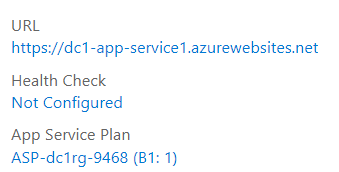 URL
https://dc1-app-service1.azurewebsites.net
Health Check
Not Configured
App Service Plan
ASP-dc1rg-9468 (B1: 1)